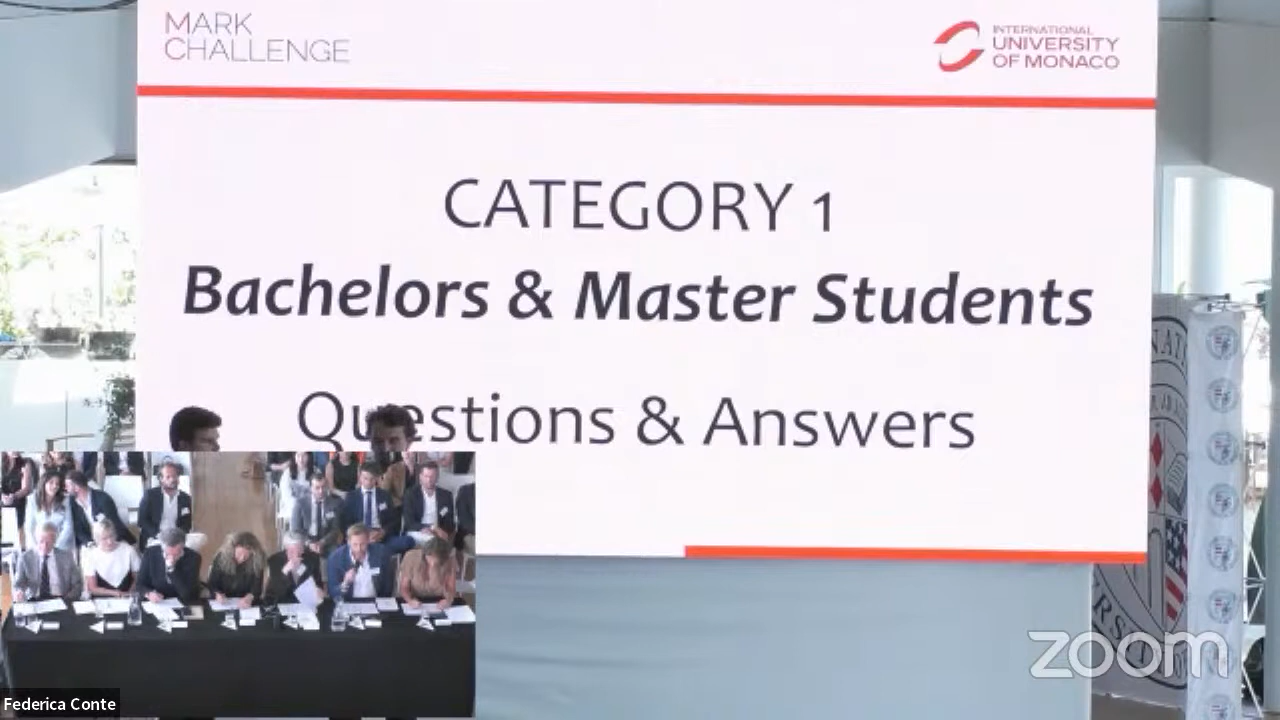 MARK
CHALLENGE
INTERNATIONAL
UNIVERSITY
OF MONACO
CATEGORY 1
Bachelors & Master Students
Questions & Answers
zoom
Federica Conte